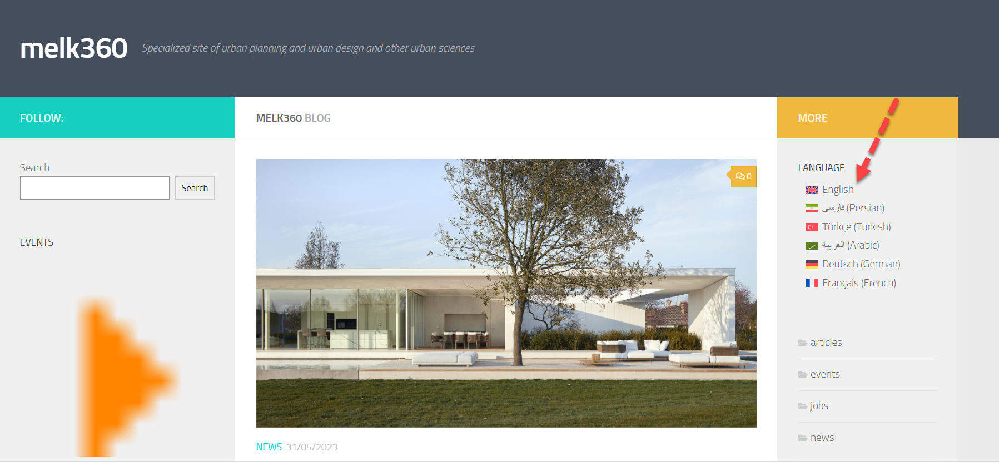 melk360
Specialized site of urban planning and urban design and other urban sciences
FOLLOW:
Search
Search
EVENTS
MELK360 BLOG
0
NEWS 31/05/2023
MORE
LANGUAGE
English
فارسی (Persian)
Türkçe (Turkish)
العربية (Arabic)
Deutsch (German)
Français (French)
articles
events
jobs
news